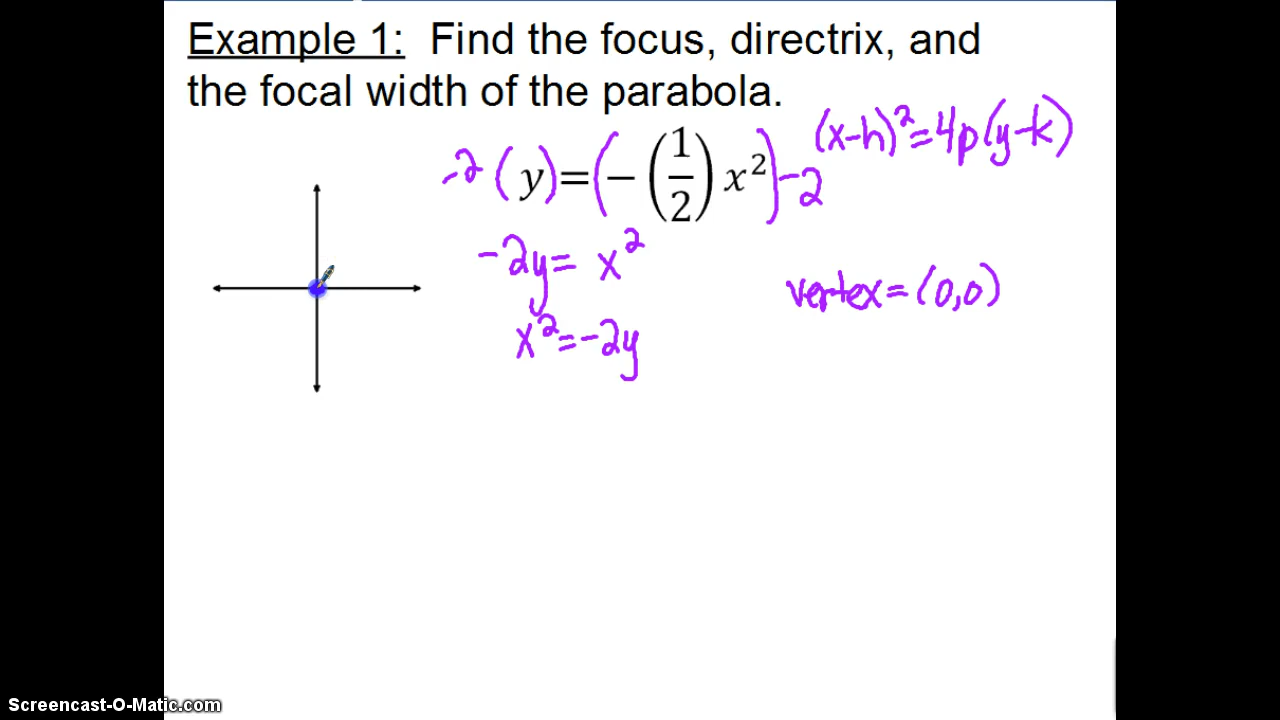 Example 1: Find the focus, directrix, and
the focal width of the parabola.
(x-h)²=4p(y-k)
-2(y)=(-(1/2)x²)-2
-2y=x²
vertex=(0,0)
x²=-2y
Screencast-O-Matic.com